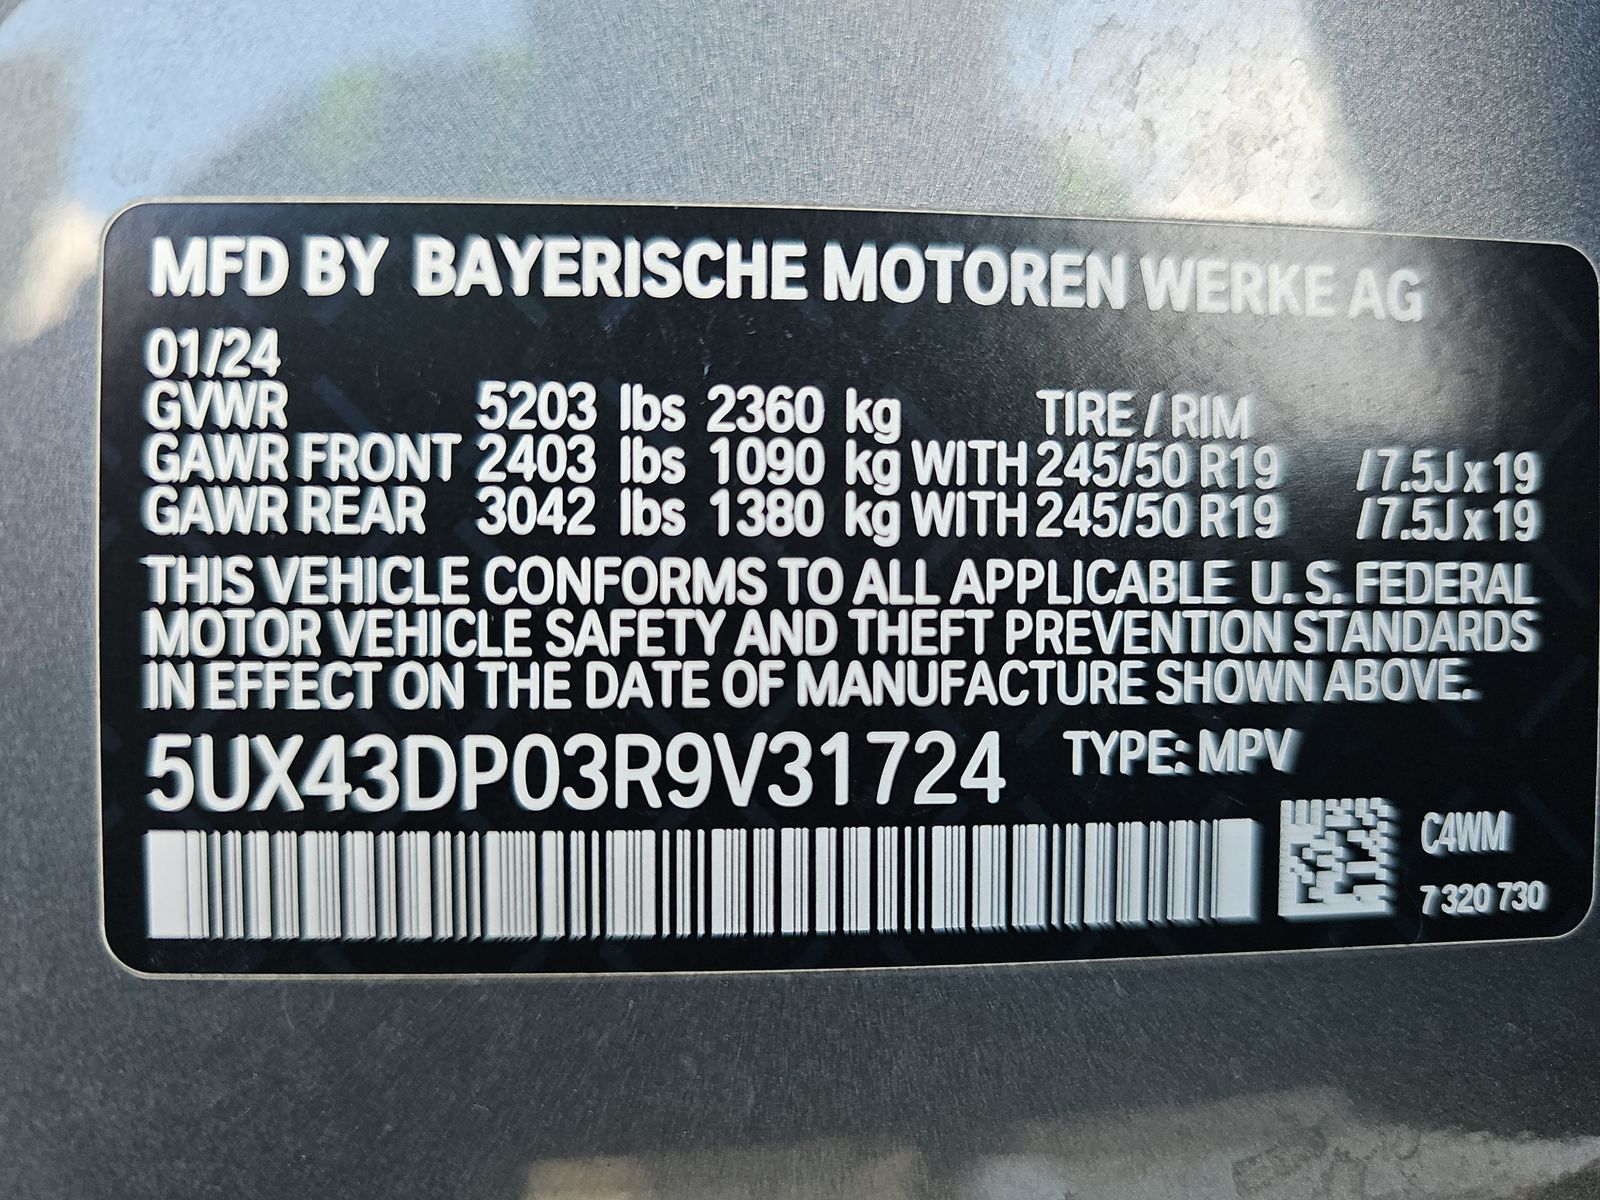 MFD BY BAYERISCHE MOTOREN WERKE AG
01/24
GVWR 5203 lbs 2360 kg TIRE / RIM
GAWR FRONT 2403 lbs 1090 kg WITH 245/50 R19 / 7.5J x 19
GAWR REAR 3042 lbs 1380 kg WITH 245/50 R19 / 7.5J x 19
THIS VEHICLE CONFORMS TO ALL APPLICABLE U. S. FEDERAL
MOTOR VEHICLE SAFETY AND THEFT PREVENTION STANDARDS
IN EFFECT ON THE DATE OF MANUFACTURE SHOWN ABOVE.
5UX43DP03R9V31724 TYPE: MPV
C4WM
7 320 730